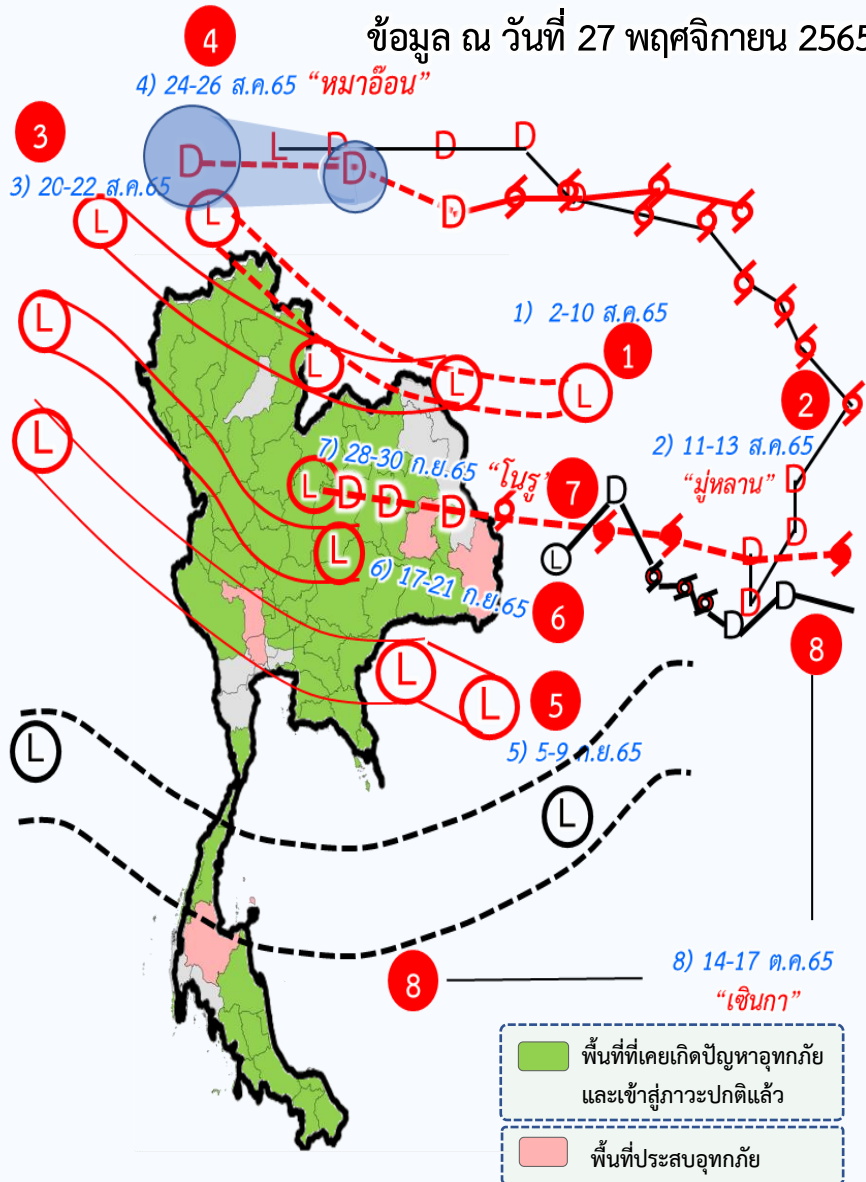 ข้อมูล ณ วันที่ 27 พฤศจิกายน 2565
4
4) 24-26 ส.ค.65 “หมาอ๊อน”
3
3) 20-22 ส.ค.65
D
L
D
D
D
D
D
D
L
L
L
1) 2-10 ส.ค.65
1
L
L
L
2
2) 11-13 ส.ค.65
“มู่หลาน”
L
7) 28-30 ก.ย.65 “โนรู”
7
L
D
D
D
D
D
D
D
L
L
D
D
D
D
6) 17-21 ก.ย.65
6
8
L
L
5
5) 5-9 ก.ย.65
L
L
8
8) 14-17 ต.ค.65
“เซินกา”
พื้นที่ที่เคยเกิดปัญหาอุทกภัย
และเข้าสู่ภาวะปกติแล้ว
พื้นที่ประสบอุทกภัย